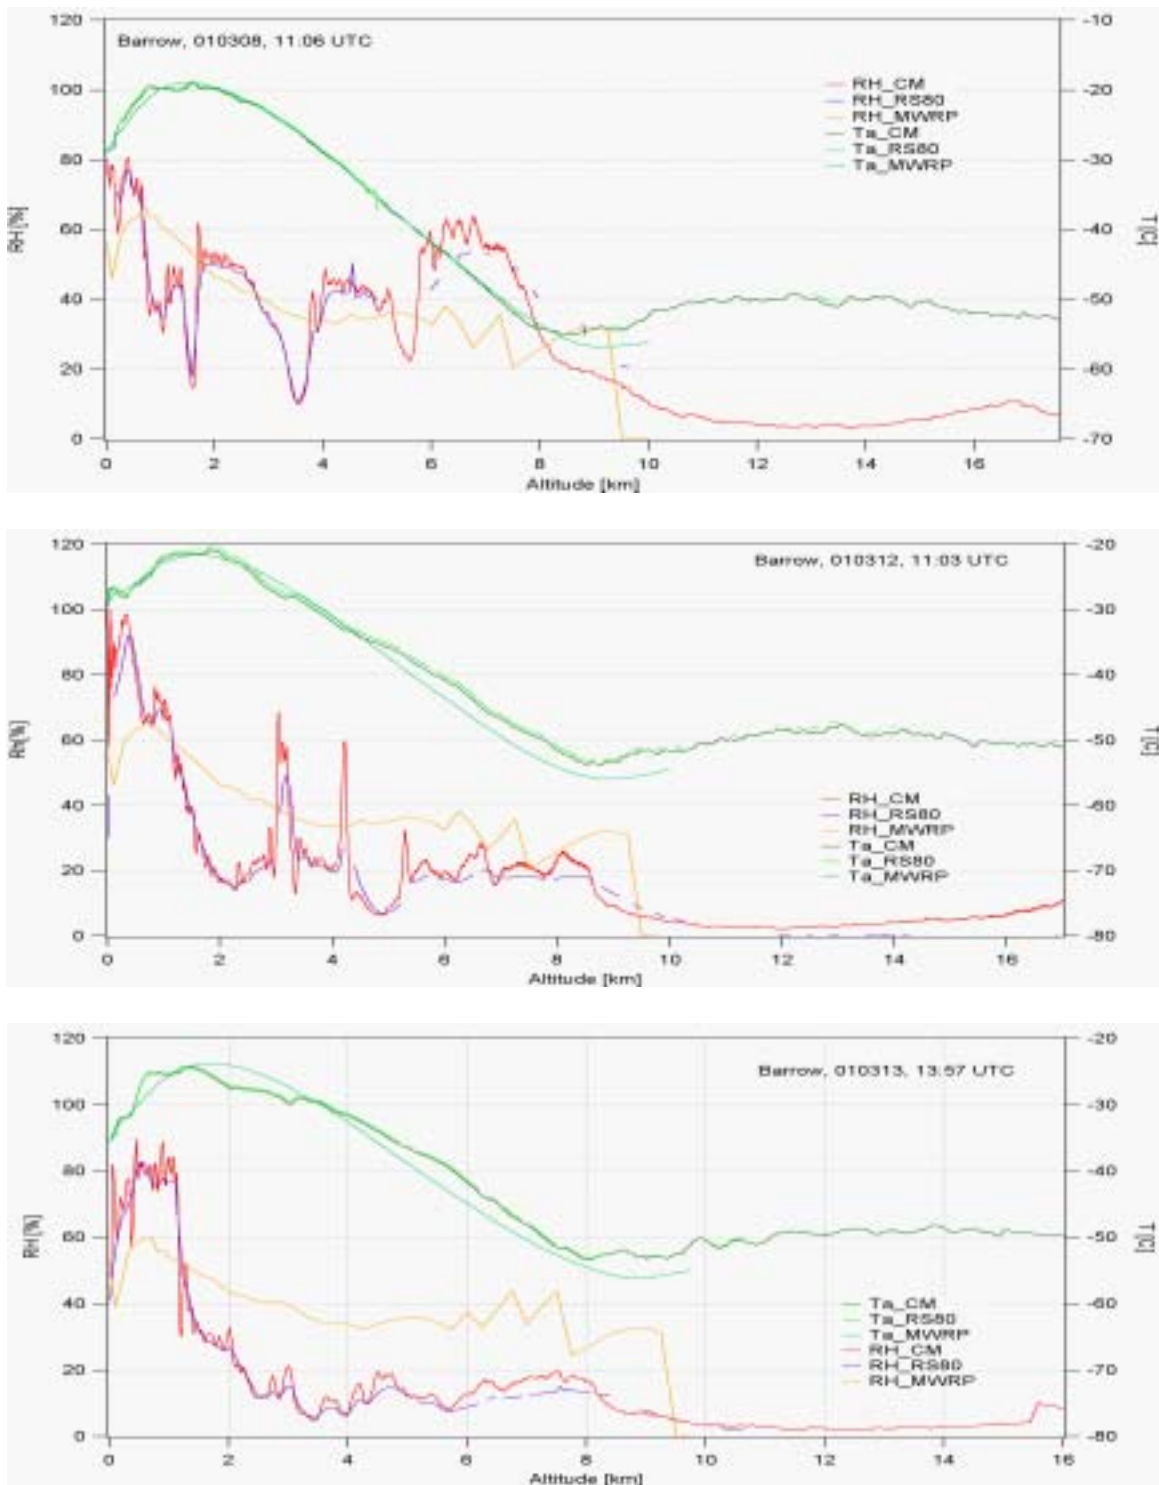 120
100
80
60
40
20
0
RH [%]
Barrow, 010308, 11:06 UTC
RH_CM
RH_RS80
RH_MWRP
Ta_CM
Ta_RS80
Ta_MWRP
-10
-20
-30
-40
-50
-60
-70
T [C]
0 2 4 6 8 10 12 14 16
Altitude [km]
120
100
80
60
40
20
0
Rh[%]
Barrow, 010312, 11:03 UTC
RH_CM
RH_RS80
RH_MWRP
Ta_CM
Ta_RS80
Ta_MWRP
-20
-30
-40
-50
-60
-70
-80
T [C]
0 2 4 6 8 10 12 14 16
Altitude [km]
120
100
80
60
40
20
0
RH [%]
Barrow, 010313, 13:57 UTC
Ta_CM
Ta_RS80
Ta_MWRP
RH_CM
RH_RS80
RH_MWRP
-20
-30
-40
-50
-60
-70
-80
T [C]
0 2 4 6 8 10 12 14 16
Altitude [km]